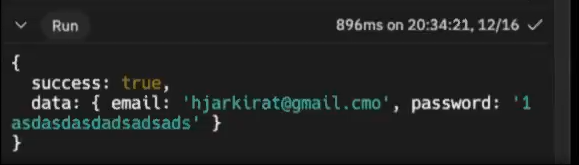 Run 896ms on 20:34:21, 12/16
{
  success: true,
  data: { email: 'hjarkirat@gmail.cmo', password: '1
asdasdasdadsadsads' }
}